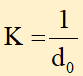 K = 1/d₀